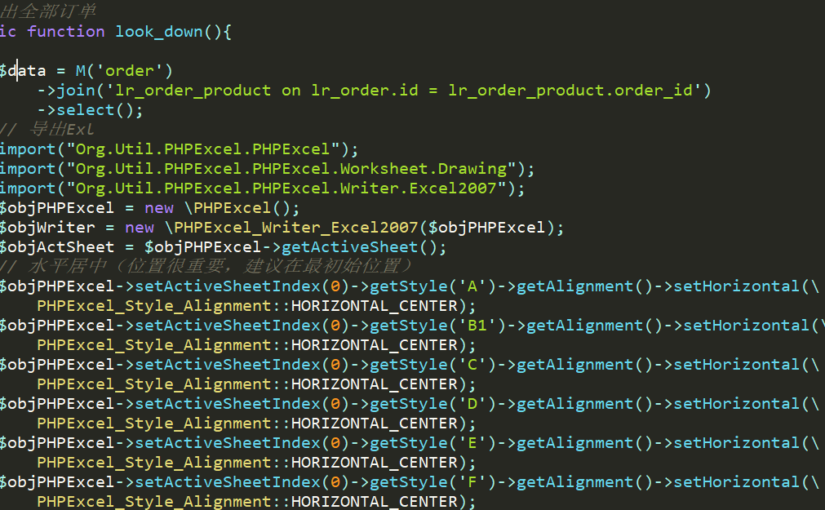 出全部订单
ic function look_down(){
$data = M('order')
->join('lr_order_product on lr_order.id = lr_order_product.order_id')
->select();
// 导出Exl
import("Org.Util.PHPExcel.PHPExcel");
import("Org.Util.PHPExcel.PHPExcel.Worksheet.Drawing");
import("Org.Util.PHPExcel.PHPExcel.Writer.Excel2007");
$objPHPExcel = new \PHPExcel();
$objWriter = new \PHPExcel_Writer_Excel2007($objPHPExcel);
$objActSheet = $objPHPExcel->getActiveSheet();
// 水平居中（位置很重要，建议在最初始位置）
$objPHPExcel->setActiveSheetIndex(0)->getStyle('A')->getAlignment()->setHorizontal(\
PHPExcel_Style_Alignment::HORIZONTAL_CENTER);
$objPHPExcel->setActiveSheetIndex(0)->getStyle('B1')->getAlignment()->setHorizontal(\
PHPExcel_Style_Alignment::HORIZONTAL_CENTER);
$objPHPExcel->setActiveSheetIndex(0)->getStyle('C')->getAlignment()->setHorizontal(\
PHPExcel_Style_Alignment::HORIZONTAL_CENTER);
$objPHPExcel->setActiveSheetIndex(0)->getStyle('D')->getAlignment()->setHorizontal(\
PHPExcel_Style_Alignment::HORIZONTAL_CENTER);
$objPHPExcel->setActiveSheetIndex(0)->getStyle('E')->getAlignment()->setHorizontal(\
PHPExcel_Style_Alignment::HORIZONTAL_CENTER);
$objPHPExcel->setActiveSheetIndex(0)->getStyle('F')->getAlignment()->setHorizontal(\
PHPExcel_Style_Alignment::HORIZONTAL_CENTER);